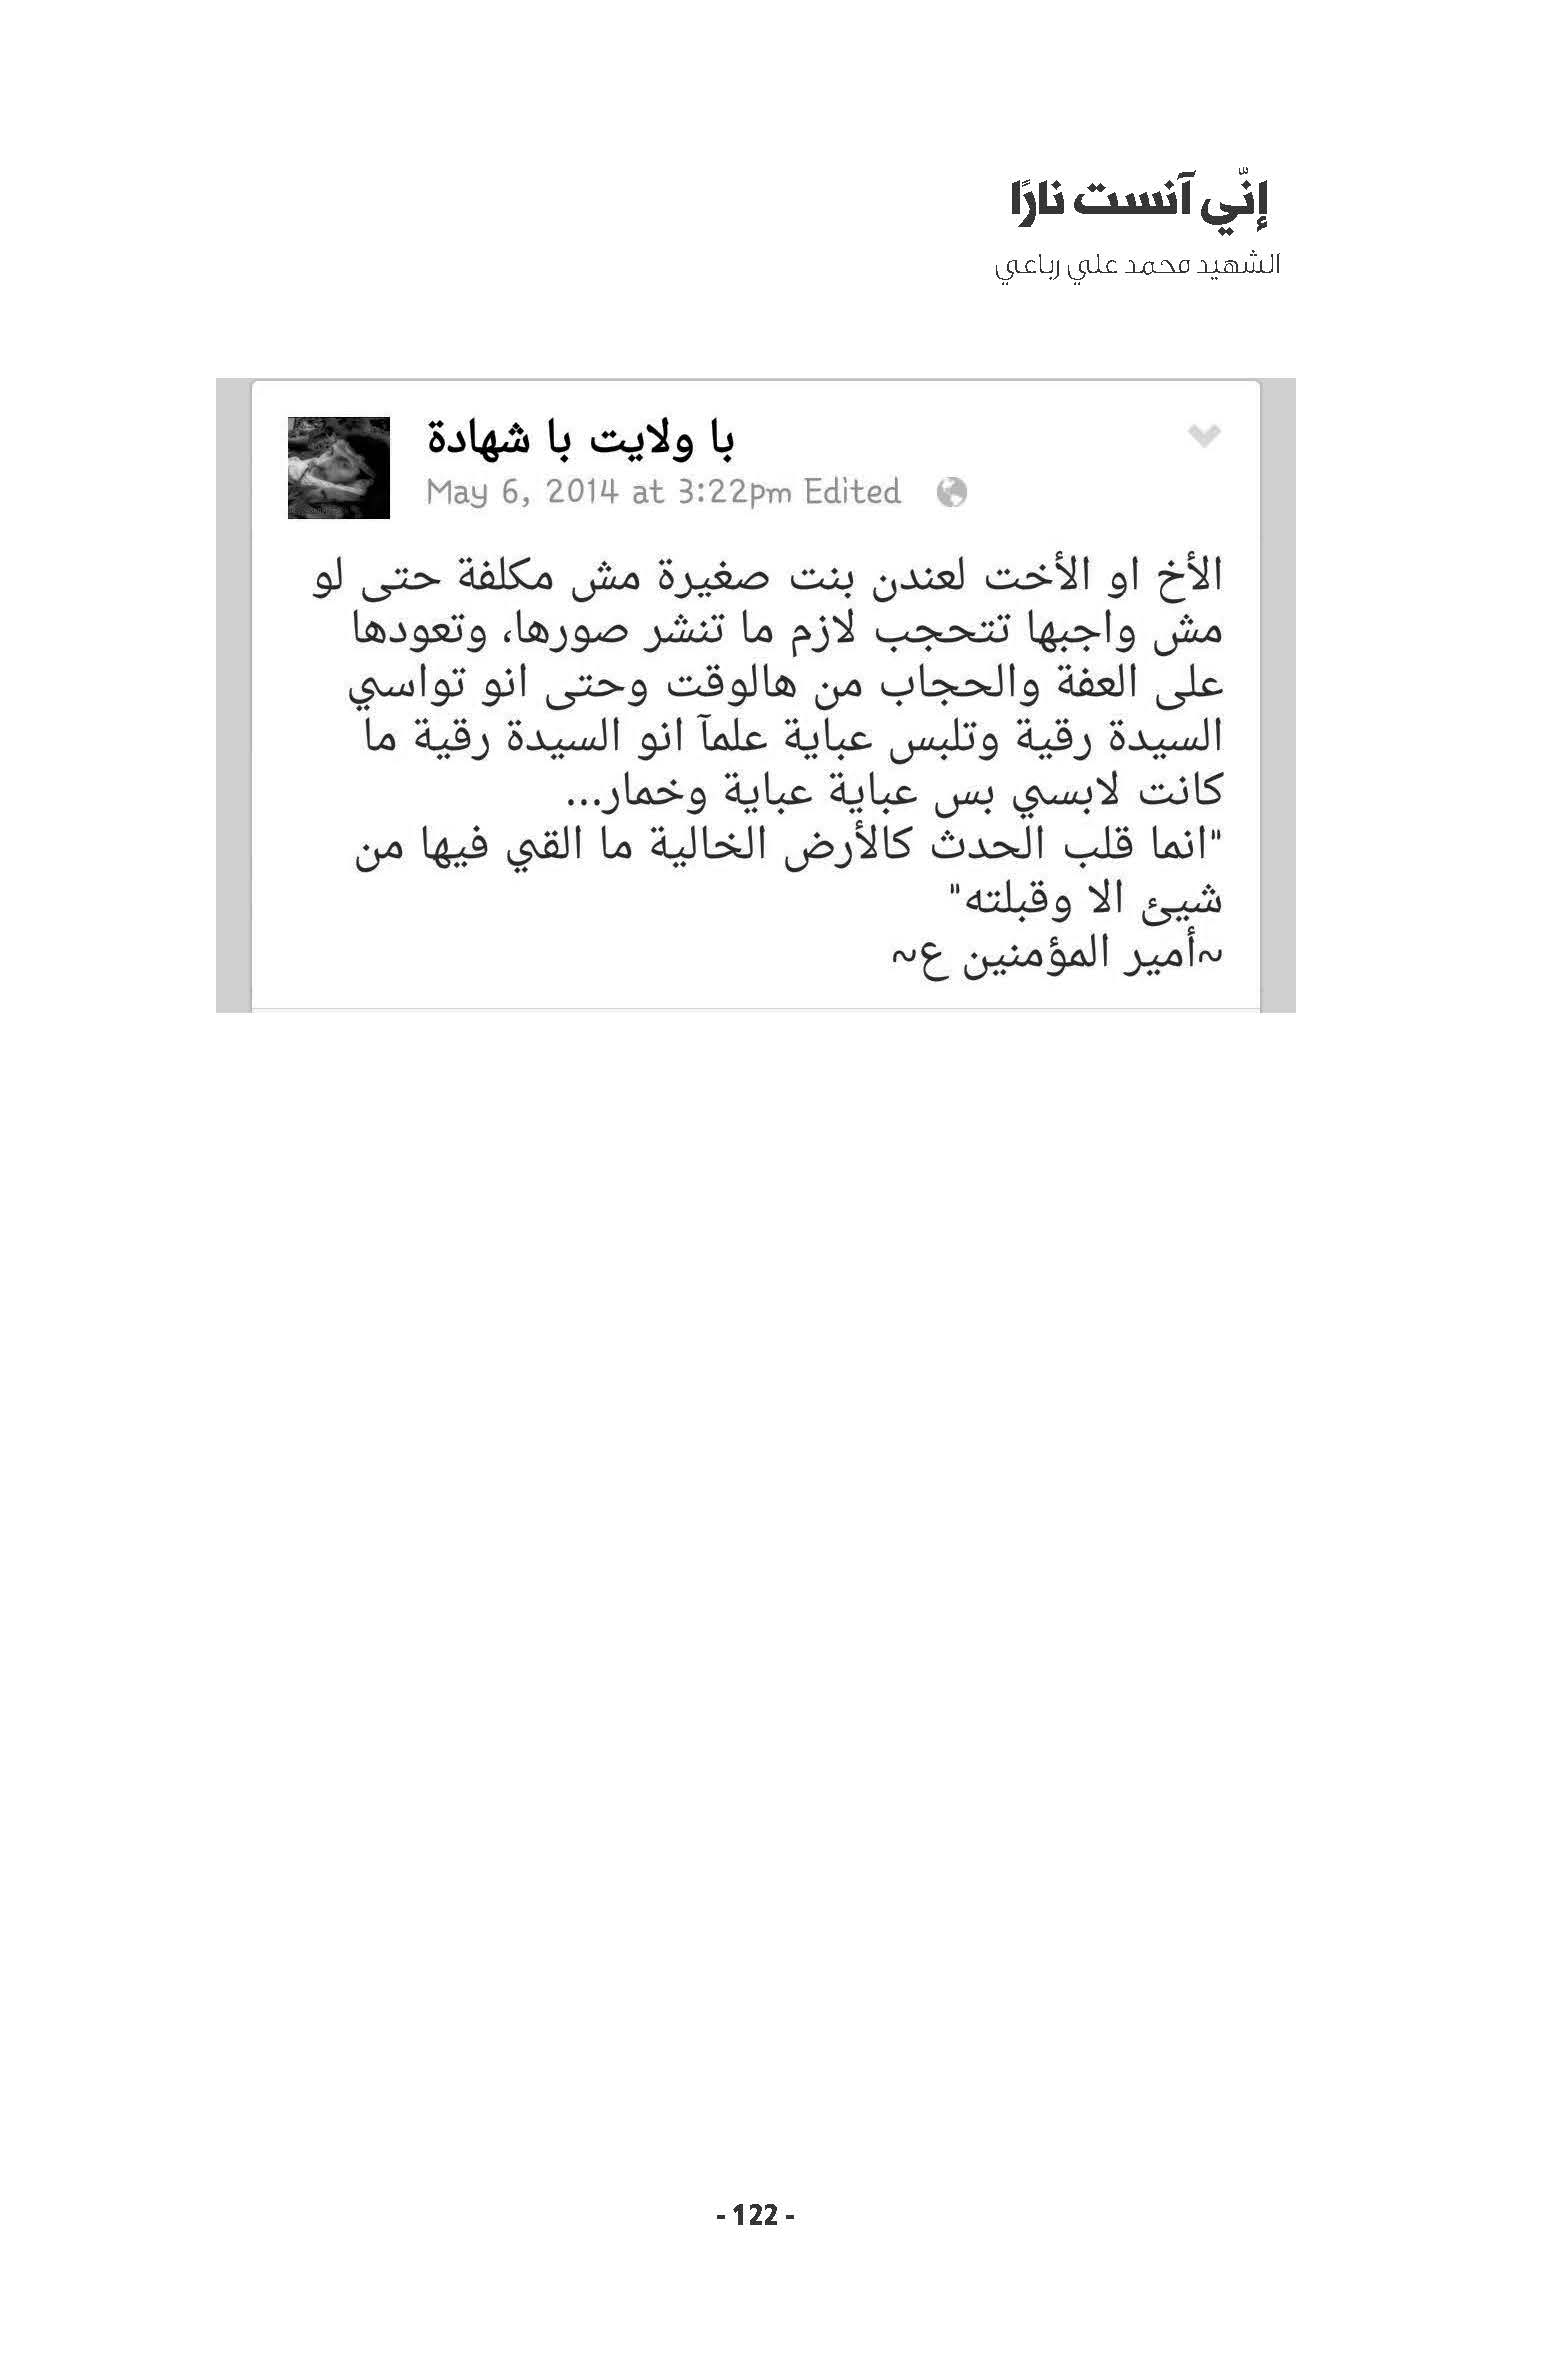 إنّي آنست نارًا
الشهيد محمد علي رباعي
با ولايت با شهادة
May 6, 2014 at 3:22pm Edited
الأخ او الأخت لعندن بنت صغيرة مش مكلفة حتى لو
مش واجبها تتحجب لازم ما تنشر صورها، وتعودها
على العفة والحجاب من هالوقت وحتى انو تواسي
السيدة رقية وتلبس عباية علمآ انو السيدة رقية ما
كانت لابسي بس عباية عباية وخمار...
"انما قلب الحدث كالأرض الخالية ما القي فيها من
شيئ الا وقبلته"
~أمير المؤمنين ع~
- 122 -